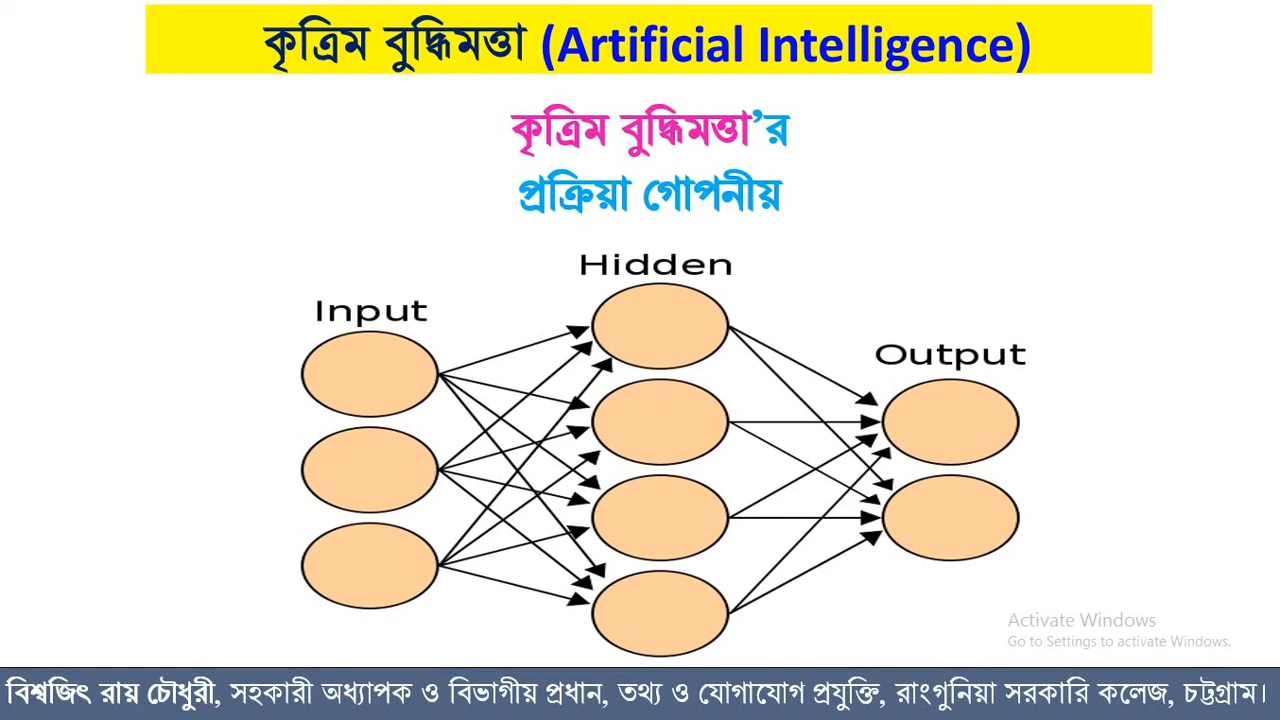 কৃত্রিম বুদ্ধিমত্তা (Artificial Intelligence)
কৃত্রিম বুদ্ধিমত্তা’র
প্রক্রিয়া গোপনীয়
Hidden
Input
Output
Activate Windows
Go to Settings to activate Windows.
বিশ্বজিৎ রায় চৌধুরী, সহকারী অধ্যাপক ও বিভাগীয় প্রধান, তথ্য ও যোগাযোগ প্রযুক্তি, রাংগুনিয়া সরকারি কলেজ, চট্টগ্রাম।